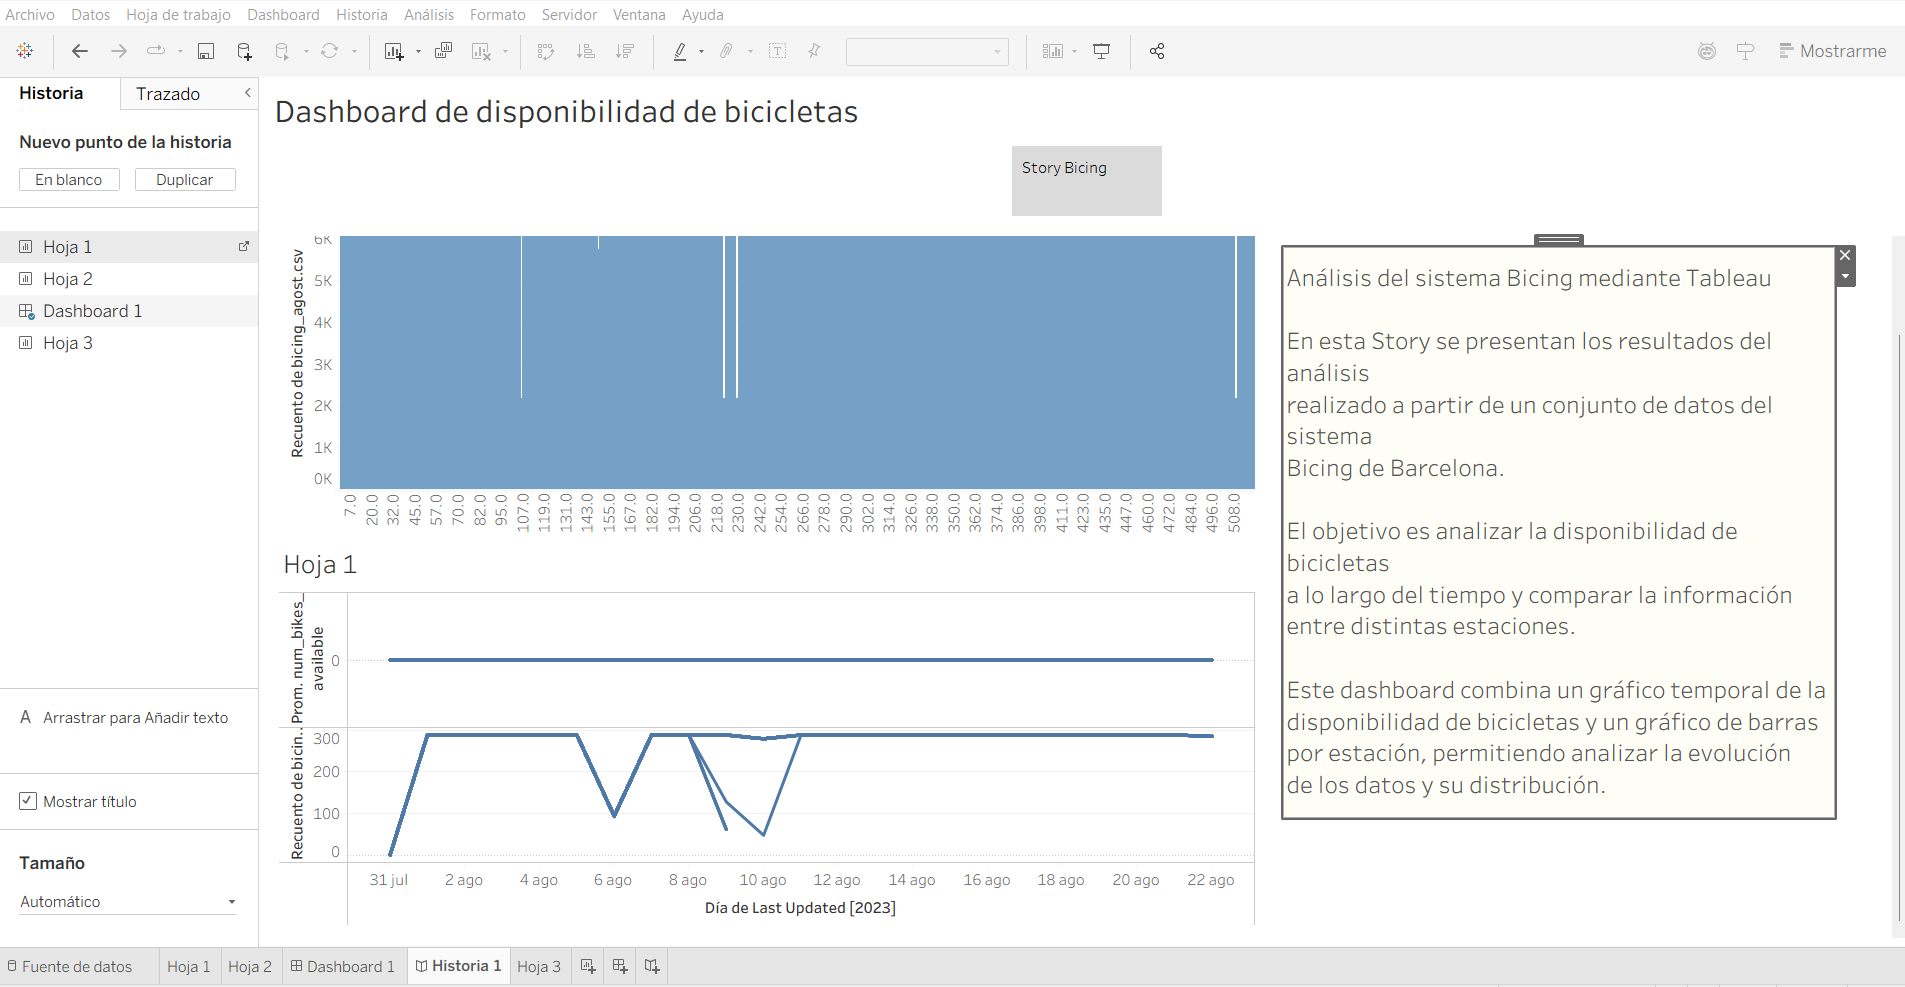 Archivo Datos Hoja de trabajo Dashboard Historia Análisis Formato Servidor Ventana Ayuda
Mostrarme
Historia Trazado
Nuevo punto de la historia
En blanco Duplicar
Hoja 1
Hoja 2
Dashboard 1
Hoja 3
A Arrastrar para Añadir texto
Mostrar título
Tamaño
Automático
Dashboard de disponibilidad de bicicletas
Story Bicing
Recuento de bicing_agost.csv
6K
5K
4K
3K
2K
1K
0K
7.0 20.0 32.0 45.0 57.0 70.0 82.0 95.0 107.0 119.0 131.0 143.0 155.0 167.0 182.0 194.0 206.0 218.0 230.0 242.0 254.0 266.0 278.0 290.0 302.0 314.0 326.0 338.0 350.0 362.0 374.0 386.0 398.0 411.0 423.0 435.0 447.0 460.0 472.0 484.0 496.0 508.0
Hoja 1
Prom. num_bikes_
available
0
Recuento de bicin..
300
200
100
0
31 jul 2 ago 4 ago 6 ago 8 ago 10 ago 12 ago 14 ago 16 ago 18 ago 20 ago 22 ago
Día de Last Updated [2023]
Análisis del sistema Bicing mediante Tableau
En esta Story se presentan los resultados del
análisis
realizado a partir de un conjunto de datos del
sistema
Bicing de Barcelona.
El objetivo es analizar la disponibilidad de
bicicletas
a lo largo del tiempo y comparar la información
entre distintas estaciones.
Este dashboard combina un gráfico temporal de la
disponibilidad de bicicletas y un gráfico de barras
por estación, permitiendo analizar la evolución
de los datos y su distribución.
Fuente de datos Hoja 1 Hoja 2 Dashboard 1 Historia 1 Hoja 3